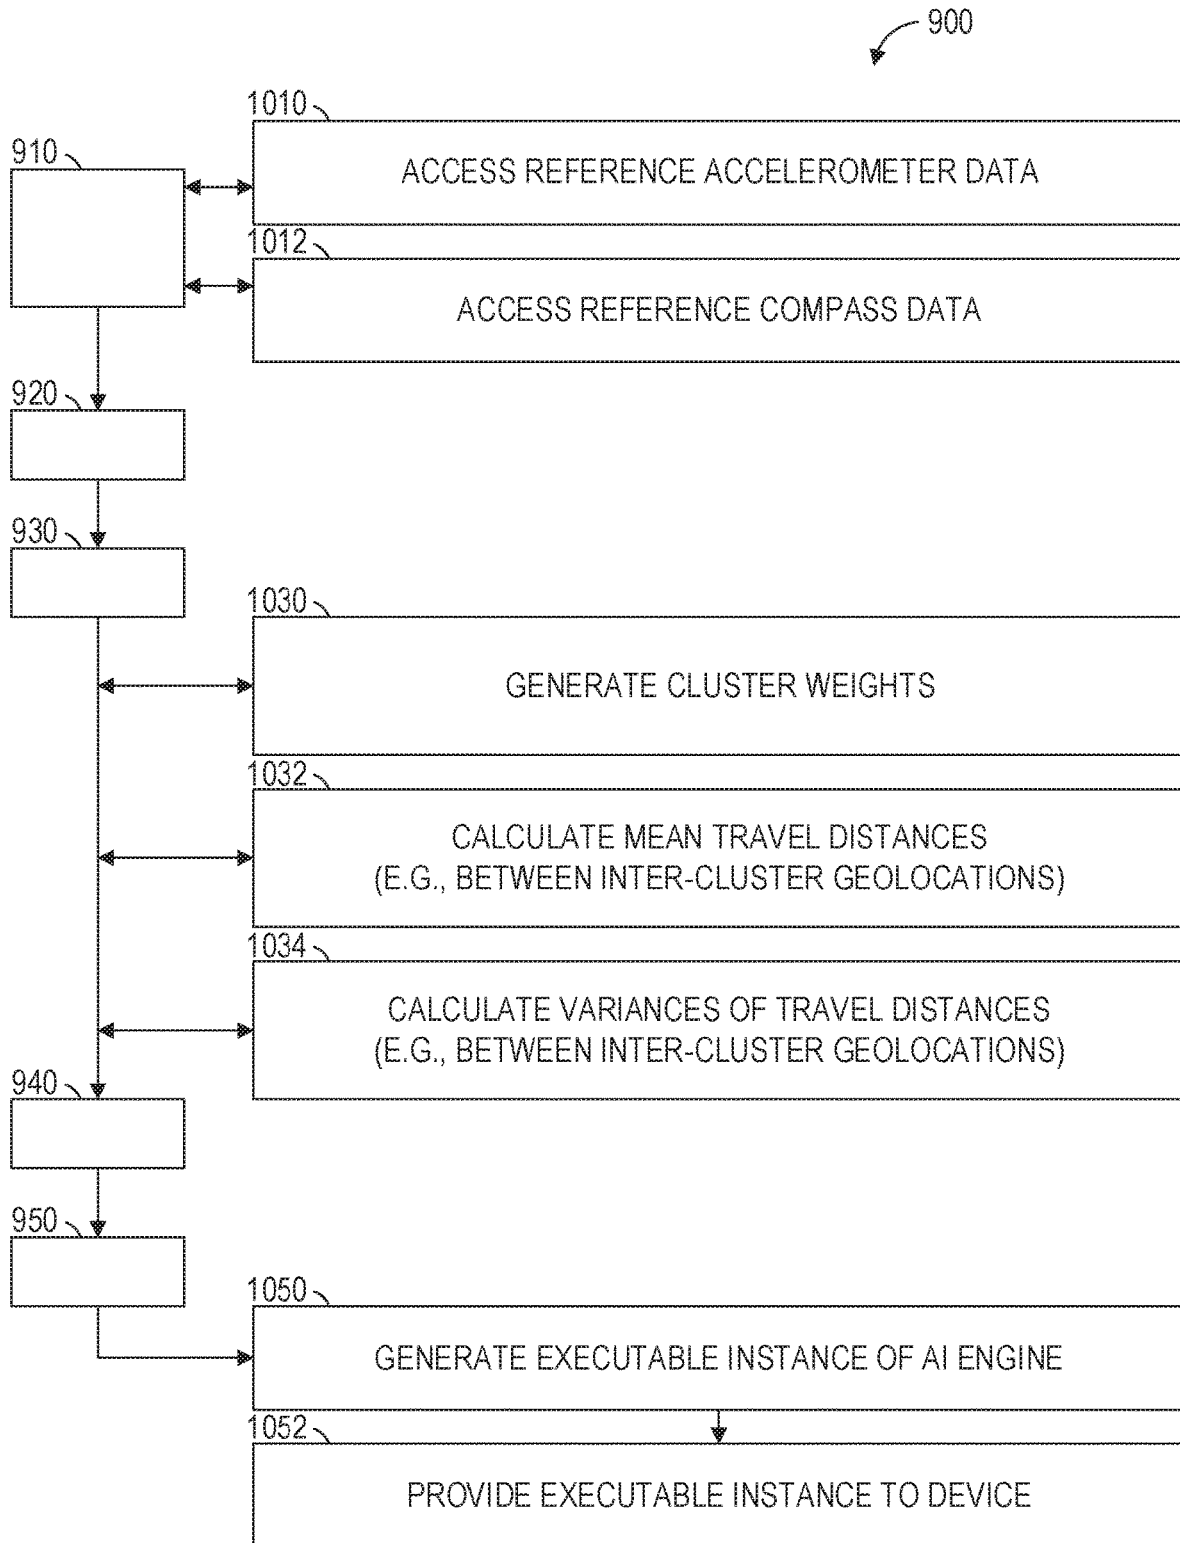 900
1010
910
ACCESS REFERENCE ACCELEROMETER DATA
1012
ACCESS REFERENCE COMPASS DATA
920
930
1030
GENERATE CLUSTER WEIGHTS
1032
CALCULATE MEAN TRAVEL DISTANCES
(E.G., BETWEEN INTER-CLUSTER GEOLOCATIONS)
1034
CALCULATE VARIANCES OF TRAVEL DISTANCES
(E.G., BETWEEN INTER-CLUSTER GEOLOCATIONS)
940
950
1050
GENERATE EXECUTABLE INSTANCE OF AI ENGINE
1052
PROVIDE EXECUTABLE INSTANCE TO DEVICE